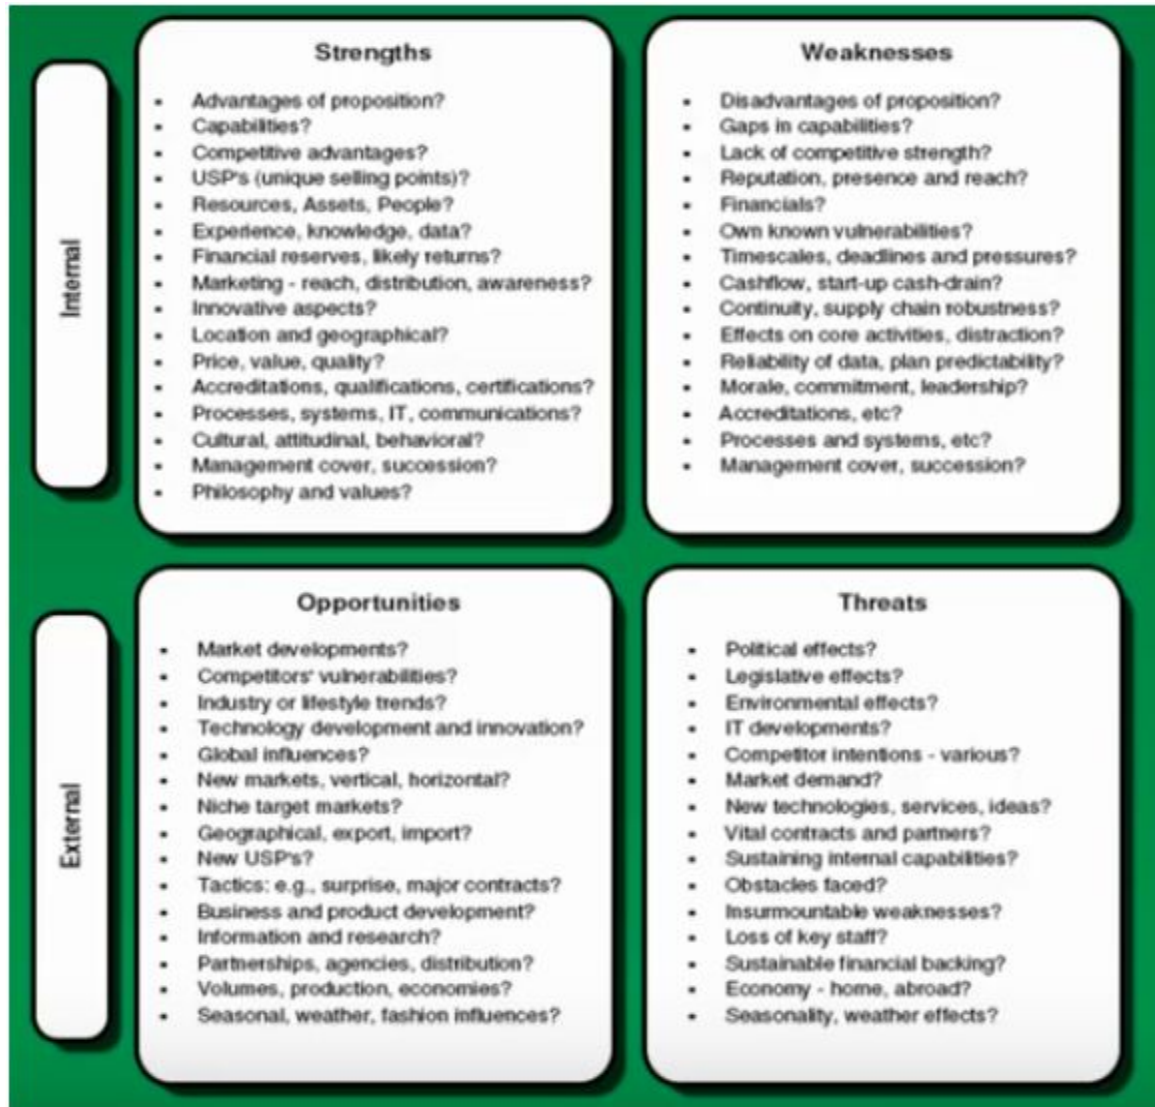 Internal
Strengths
• Advantages of proposition?
• Capabilities?
• Competitive advantages?
• USP's (unique selling points)?
• Resources, Assets, People?
• Experience, knowledge, data?
• Financial reserves, likely returns?
• Marketing - reach, distribution, awareness?
• Innovative aspects?
• Location and geographical?
• Price, value, quality?
• Accreditations, qualifications, certifications?
• Processes, systems, IT, communications?
• Cultural, attitudinal, behavioral?
• Management cover, succession?
• Philosophy and values?
Weaknesses
• Disadvantages of proposition?
• Gaps in capabilities?
• Lack of competitive strength?
• Reputation, presence and reach?
• Financials?
• Own known vulnerabilities?
• Timescales, deadlines and pressures?
• Cashflow, start-up cash-drain?
• Continuity, supply chain robustness?
• Effects on core activities, distraction?
• Reliability of data, plan predictability?
• Morale, commitment, leadership?
• Accreditations, etc?
• Processes and systems, etc?
• Management cover, succession?
External
Opportunities
• Market developments?
• Competitors' vulnerabilities?
• Industry or lifestyle trends?
• Technology development and innovation?
• Global influences?
• New markets, vertical, horizontal?
• Niche target markets?
• Geographical, export, import?
• New USP's?
• Tactics: e.g., surprise, major contracts?
• Business and product development?
• Information and research?
• Partnerships, agencies, distribution?
• Volumes, production, economies?
• Seasonal, weather, fashion influences?
Threats
• Political effects?
• Legislative effects?
• Environmental effects?
• IT developments?
• Competitor intentions - various?
• Market demand?
• New technologies, services, ideas?
• Vital contracts and partners?
• Sustaining internal capabilities?
• Obstacles faced?
• Insurmountable weaknesses?
• Loss of key staff?
• Sustainable financial backing?
• Economy - home, abroad?
• Seasonality, weather effects?